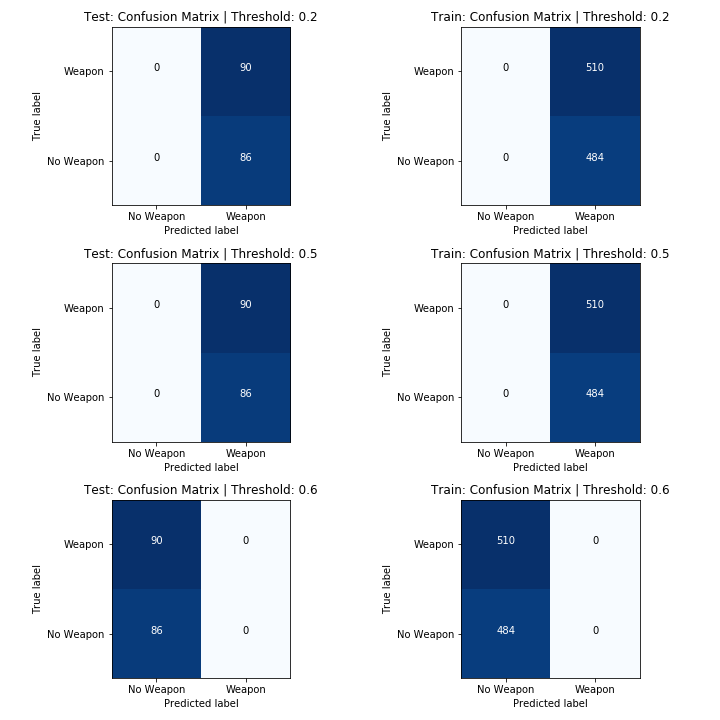 Test: Confusion Matrix | Threshold: 0.2
True label
Weapon
0
90
No Weapon
0
86
No Weapon
Weapon
Predicted label
Train: Confusion Matrix | Threshold: 0.2
True label
Weapon
0
510
No Weapon
0
484
No Weapon
Weapon
Predicted label
Test: Confusion Matrix | Threshold: 0.5
True label
Weapon
0
90
No Weapon
0
86
No Weapon
Weapon
Predicted label
Train: Confusion Matrix | Threshold: 0.5
True label
Weapon
0
510
No Weapon
0
484
No Weapon
Weapon
Predicted label
Test: Confusion Matrix | Threshold: 0.6
True label
Weapon
90
0
No Weapon
86
0
No Weapon
Weapon
Predicted label
Train: Confusion Matrix | Threshold: 0.6
True label
Weapon
510
0
No Weapon
484
0
No Weapon
Weapon
Predicted label